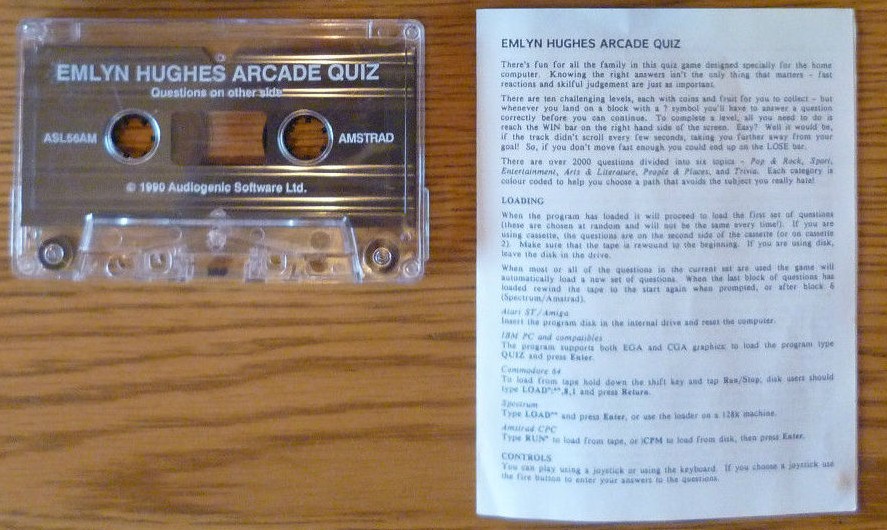 EMLYN HUGHES ARCADE QUIZ
Questions on other side
ASL56AM
AMSTRAD
© 1990 Audiogenic Software Ltd.
EMLYN HUGHES ARCADE QUIZ
There's fun for all the family in this quiz game designed specially for the home
computer. Knowing the right answers isn't the only thing that matters - fast
reactions and skilful judgement are just as important.
There are ten challenging levels, each with coins and fruit for you to collect - but
whenever you land on a block with a ? symbol you'll have to answer a question
correctly before you can continue. To complete a level, all you need to do is
reach the WIN bar on the right hand side of the screen. Easy? Well it would be,
if the track didn't scroll every few seconds, taking you further away from your
goal! So, if you don't move fast enough you could end up on the LOSE bar.
There are over 2000 questions divided into six topics - Pop & Rock, Sport,
Entertainment, Arts & Literature, People & Places, and Trivia. Each category is
colour coded to help you choose a path that avoids the subject you really hate!
LOADING
When the program has loaded it will proceed to load the first set of questions
(these are chosen at random and will not be the same every time!). If you are
using cassette, the questions are on the second side of the cassette (or on cassette
2). Make sure that the tape is rewound to the beginning. If you are using disk,
leave the disk in the drive.
When most or all of the questions in the current set are used the game will
automatically load a new set of questions. When the last block of questions has
loaded rewind the tape to the start again when prompted, or after block 6
(Spectrum/Amstrad).
Atari ST/Amiga
Insert the program disk in the internal drive and reset the computer.
IBM PC and compatibles
The program supports both EGA and CGA graphics: to load the program type
QUIZ and press Enter.
Commodore 64
To load from tape hold down the shift key and tap Run/Stop; disk users should
type LOAD":*",8,1 and press Return.
Spectrum
Type LOAD"" and press Enter, or use the loader on a 128k machine.
Amstrad CPC
Type RUN" to load from tape, or |CPM to load from disk, then press Enter.
CONTROLS
You can play using a joystick or using the keyboard. If you choose a joystick use
the fire button to enter your answers to the questions.